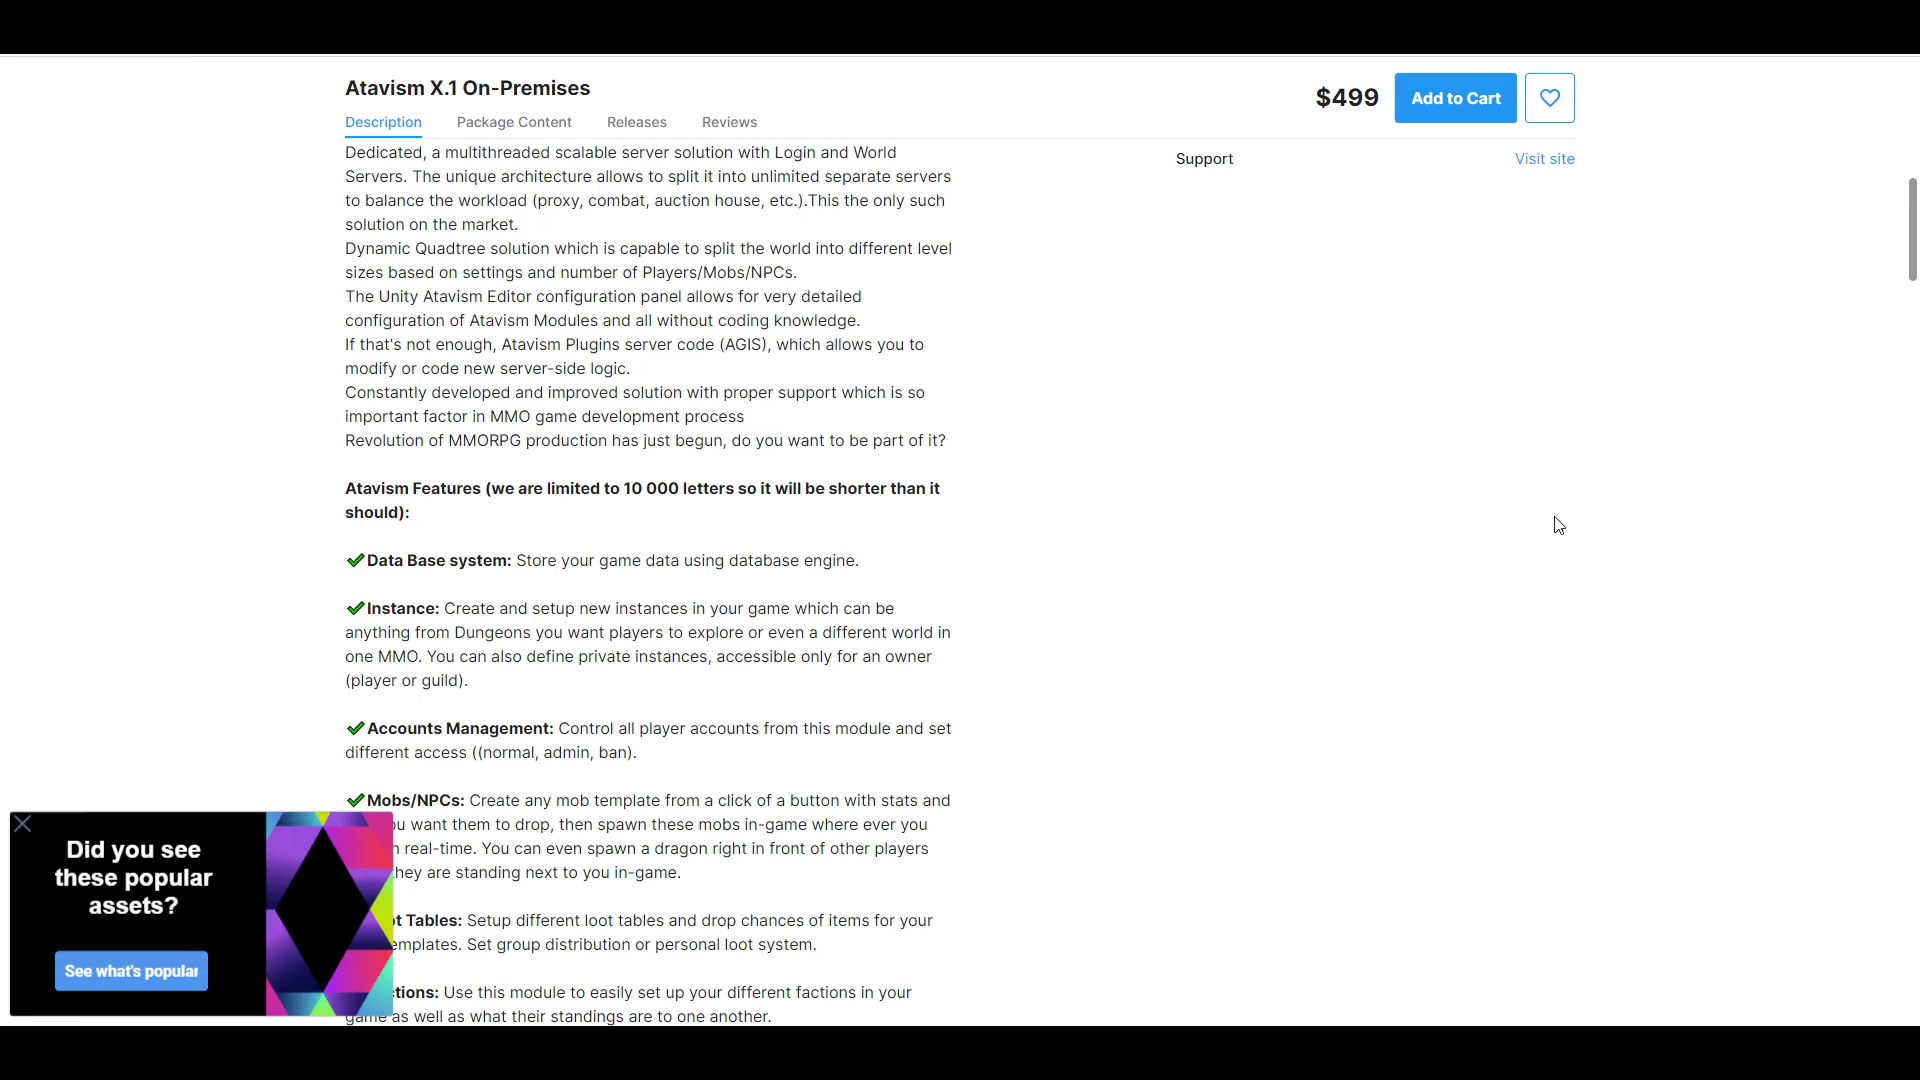 Atavism X.1 On-Premises
$499
Add to Cart
Description
Package Content
Releases
Reviews
Dedicated, a multithreaded scalable server solution with Login and World
Servers. The unique architecture allows to split it into unlimited separate servers
to balance the workload (proxy, combat, auction house, etc.).This the only such
solution on the market.
Dynamic Quadtree solution which is capable to split the world into different level
sizes based on settings and number of Players/Mobs/NPCs.
The Unity Atavism Editor configuration panel allows for very detailed
configuration of Atavism Modules and all without coding knowledge.
If that's not enough, Atavism Plugins server code (AGIS), which allows you to
modify or code new server-side logic.
Constantly developed and improved solution with proper support which is so
important factor in MMO game development process
Revolution of MMORPG production has just begun, do you want to be part of it?
Atavism Features (we are limited to 10 000 letters so it will be shorter than it
should):
Data Base system: Store your game data using database engine.
Instance: Create and setup new instances in your game which can be
anything from Dungeons you want players to explore or even a different world in
one MMO. You can also define private instances, accessible only for an owner
(player or guild).
Accounts Management: Control all player accounts from this module and set
different access ((normal, admin, ban).
Mobs/NPCs: Create any mob template from a click of a button with stats and
want them to drop, then spawn these mobs in-game where ever you
real-time. You can even spawn a dragon right in front of other players
they are standing next to you in-game.
Tables: Setup different loot tables and drop chances of items for your
templates. Set group distribution or personal loot system.
Use this module to easily set up your different factions in your
game as well as what their standings are to one another.
Support
Visit site
Did you see
these popular
assets?
See what's popular